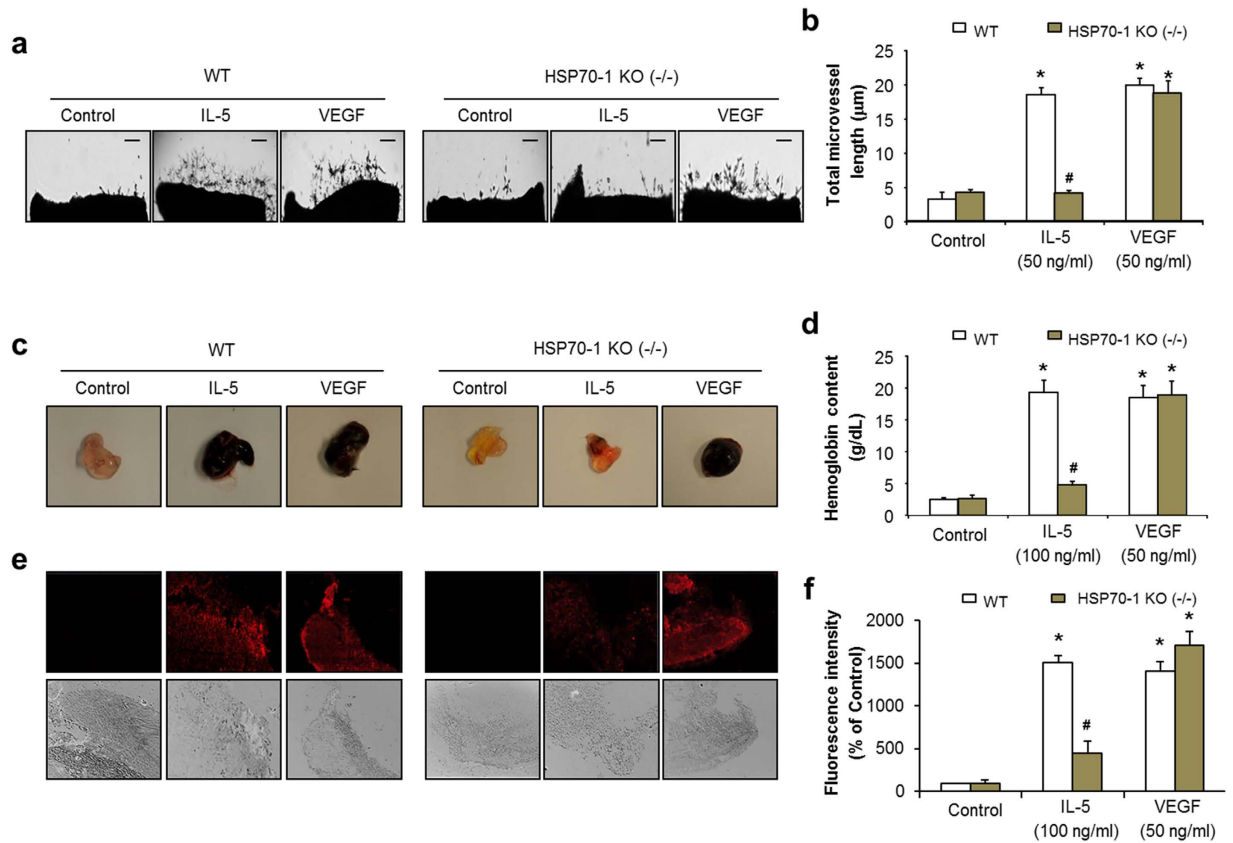 a
WT
HSP70-1 KO (-/-)
Control IL-5 VEGF Control IL-5 VEGF
b
WT HSP70-1 KO (-/-)
Total microvessel
length (μm)
25
20
15
10
5
0
* # * *
Control IL-5 VEGF
(50 ng/ml) (50 ng/ml)
c
WT
HSP70-1 KO (-/-)
Control IL-5 VEGF Control IL-5 VEGF
d
WT HSP70-1 KO (-/-)
Hemoglobin content
(g/dL)
25
20
15
10
5
0
* # * *
Control IL-5 VEGF
(100 ng/ml) (50 ng/ml)
e
f
WT HSP70-1 KO (-/-)
Fluorescence intensity
(% of Control)
2000
1500
1000
500
0
* # * *
Control IL-5 VEGF
(100 ng/ml) (50 ng/ml)